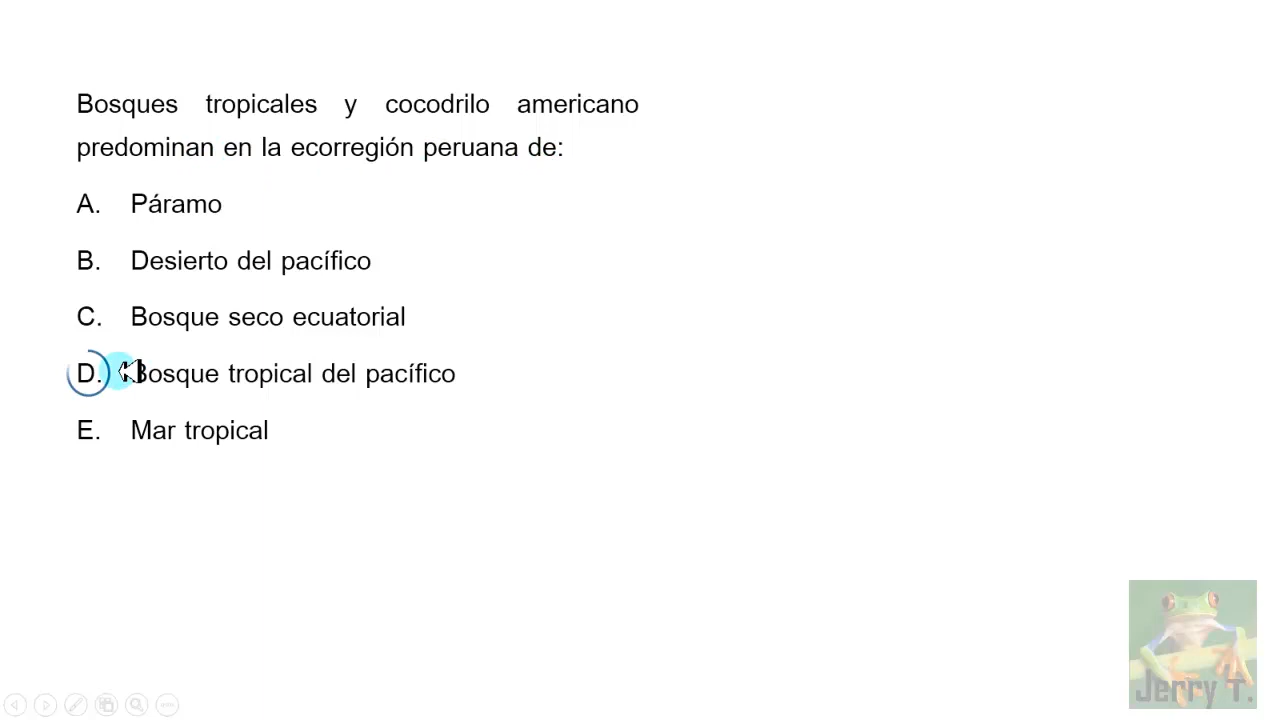 Bosques tropicales y cocodrilo americano
predominan en la ecorregión peruana de:
A. Páramo
B. Desierto del pacífico
C. Bosque seco ecuatorial
D. Bosque tropical del pacífico
E. Mar tropical
Jerry T.